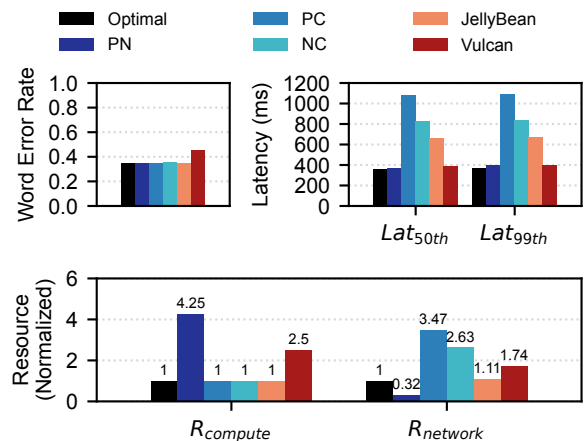 Optimal PC JellyBean
PN NC Vulcan
Word Error Rate
1.0
0.8
0.6
0.4
0.2
0.0
Latency (ms)
1200
1000
800
600
400
200
0
Lat50th Lat99th
Resource
(Normalized)
6
4
2
0
1 4.25 1 1 1 2.5
1 0.32 3.47 2.63 1.11 1.74
Rcompute Rnetwork